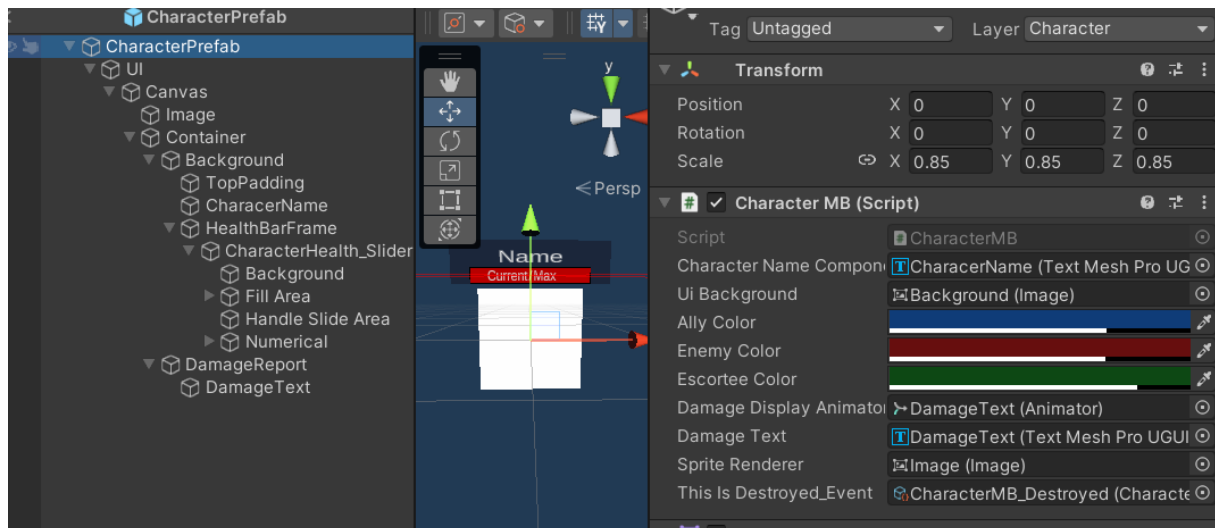 CharacterPrefab
CharacterPrefab
UI
Canvas
Image
Container
Background
TopPadding
CharacerName
HealthBarFrame
CharacterHealth_Slider
Background
Fill Area
Handle Slide Area
Numerical
DamageReport
DamageText
y
Persp
Name
Current/Max
Tag Untagged Layer Character
Transform
Position X 0 Y 0 Z 0
Rotation X 0 Y 0 Z 0
Scale X 0.85 Y 0.85 Z 0.85
# Character MB (Script)
Script # CharacterMB
Character Name Compon T CharacerName (Text Mesh Pro UG
Ui Background Background (Image)
Ally Color
Enemy Color
Escortee Color
Damage Display Animator DamageText (Animator)
Damage Text T DamageText (Text Mesh Pro UGUI
Sprite Renderer Image (Image)
This Is Destroyed_Event CharacterMB_Destroyed (Characte